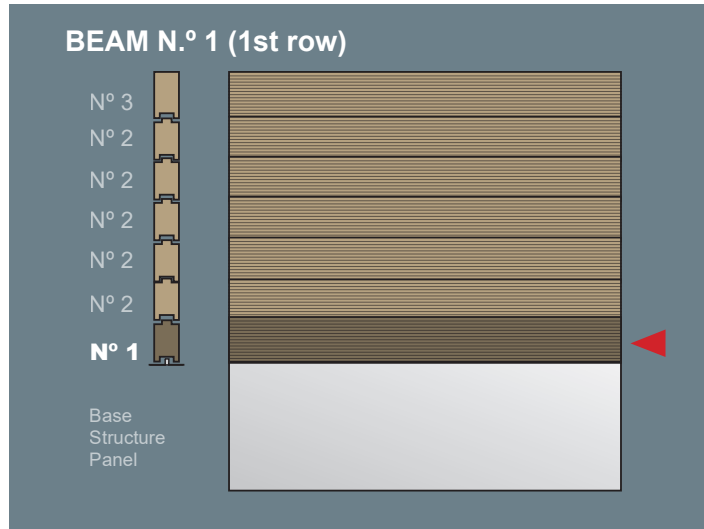 BEAM N.º 1 (1st row)
Nº 3
Nº 2
Nº 2
Nº 2
Nº 2
Nº 2
Nº 1
Base
Structure
Panel